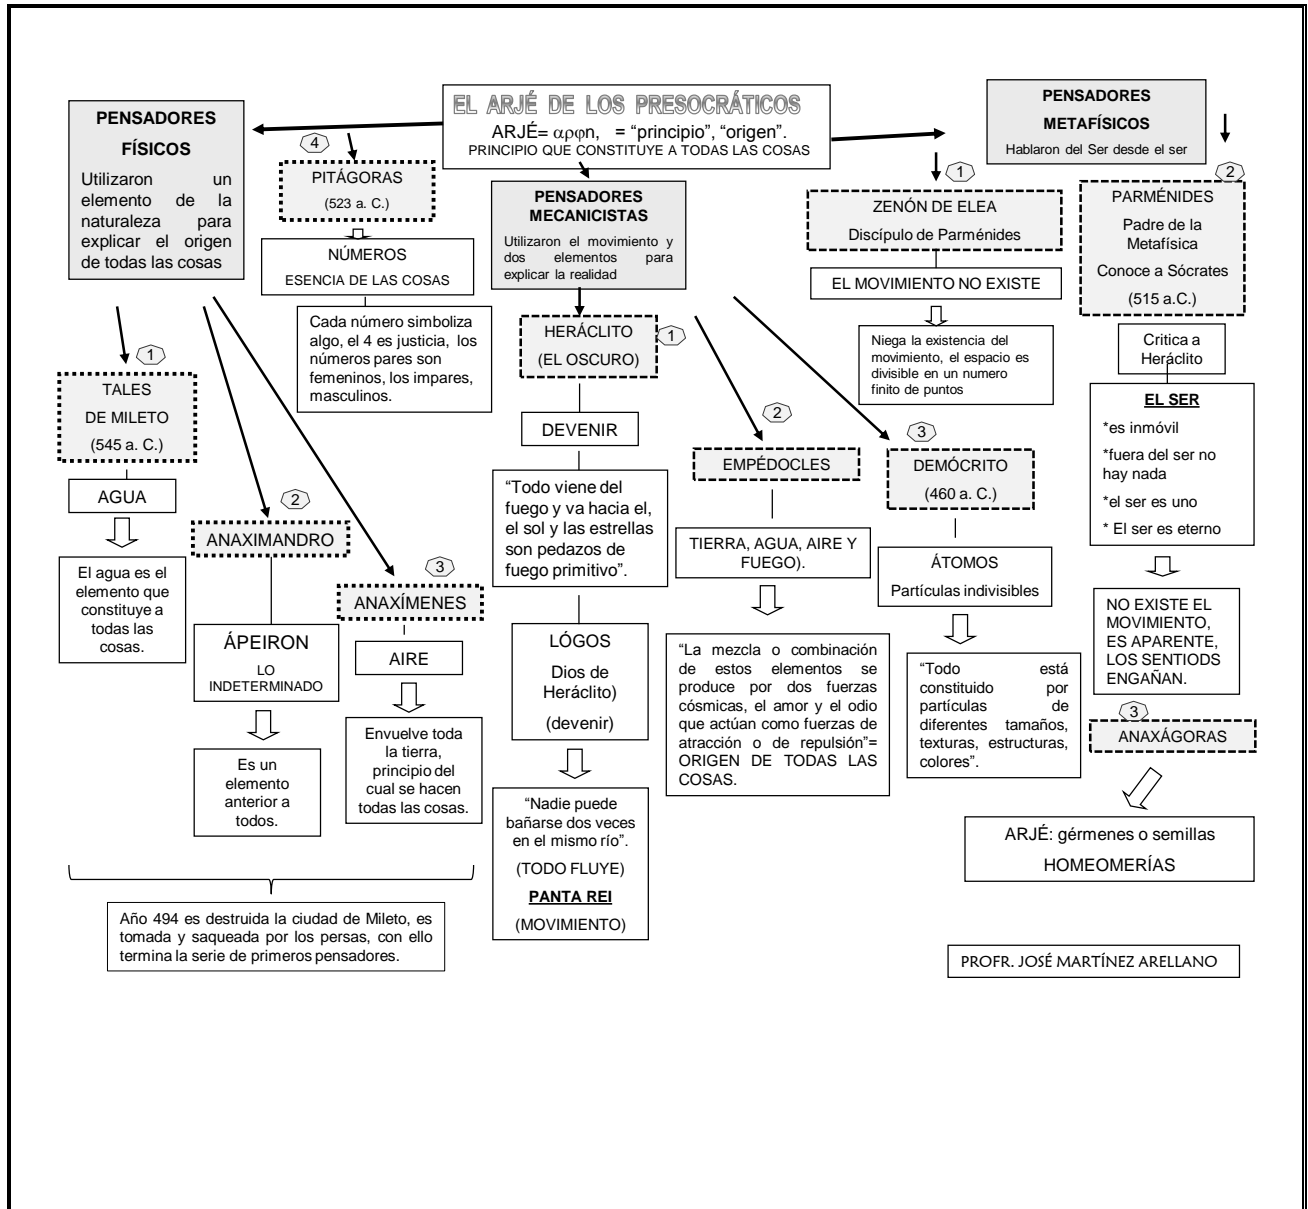 EL ARJÉ DE LOS PRESOCRÁTICOS
ARJÉ= αρφn, = “principio”, “origen”.
PRINCIPIO QUE CONSTITUYE A TODAS LAS COSAS
PENSADORES
FÍSICOS
Utilizaron un
elemento de la
naturaleza para
explicar el origen
de todas las cosas
1
TALES
DE MILETO
(545 a. C.)
AGUA
El agua es el
elemento que
constituye a
todas las
cosas.
2
ANAXIMANDRO
ÁPEIRON
LO
INDETERMINADO
Es un
elemento
anterior a
todos.
3
ANAXÍMENES
AIRE
Envuelve toda
la tierra,
principio del
cual se hacen
todas las cosas.
4
PITÁGORAS
(523 a. C.)
NÚMEROS
ESENCIA DE LAS COSAS
Cada número simboliza
algo, el 4 es justicia, los
números pares son
femeninos, los impares,
masculinos.
Año 494 es destruida la ciudad de Mileto, es
tomada y saqueada por los persas, con ello
termina la serie de primeros pensadores.
PENSADORES
MECANICISTAS
Utilizaron el movimiento y
dos elementos para
explicar la realidad
1
HERÁCLITO
(EL OSCURO)
DEVENIR
“Todo viene del
fuego y va hacia el,
el sol y las estrellas
son pedazos de
fuego primitivo”.
LÓGOS
Dios de
Heráclito)
(devenir)
“Nadie puede
bañarse dos veces
en el mismo río”.
(TODO FLUYE)
PANTA REI
(MOVIMIENTO)
2
EMPÉDOCLES
TIERRA, AGUA, AIRE Y
FUEGO).
“La mezcla o combinación
de estos elementos se
produce por dos fuerzas
cósmicas, el amor y el odio
que actúan como fuerzas de
atracción o de repulsión”=
ORIGEN DE TODAS LAS
COSAS.
3
DEMÓCRITO
(460 a. C.)
ÁTOMOS
Partículas indivisibles
“Todo está
constituido por
partículas de
diferentes tamaños,
texturas, estructuras,
colores”.
PENSADORES
METAFÍSICOS
Hablaron del Ser desde el ser
1
ZENÓN DE ELEA
Discípulo de Parménides
EL MOVIMIENTO NO EXISTE
Niega la existencia del
movimiento, el espacio es
divisible en un numero
finito de puntos
2
PARMÉNIDES
Padre de la
Metafísica
Conoce a Sócrates
(515 a.C.)
Critica a
Heráclito
EL SER
*es inmóvil
*fuera del ser no
hay nada
*el ser es uno
* El ser es eterno
NO EXISTE EL
MOVIMIENTO,
ES APARENTE,
LOS SENTIODS
ENGAÑAN.
3
ANAXÁGORAS
ARJÉ: gérmenes o semillas
HOMEOMERÍAS
PROFR. JOSÉ MARTÍNEZ ARELLANO